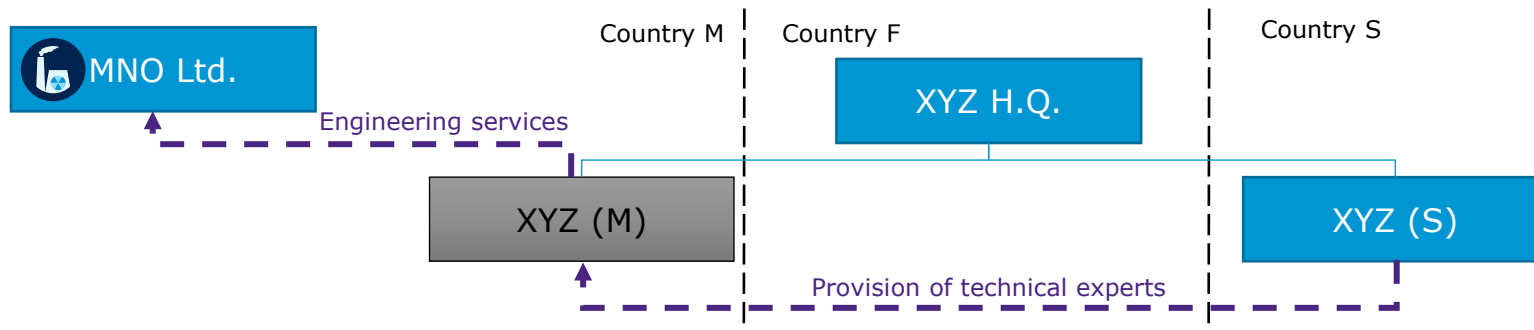 Country M
Country F
Country S
MNO Ltd.
XYZ H.Q.
Engineering services
XYZ (M)
XYZ (S)
Provision of technical experts